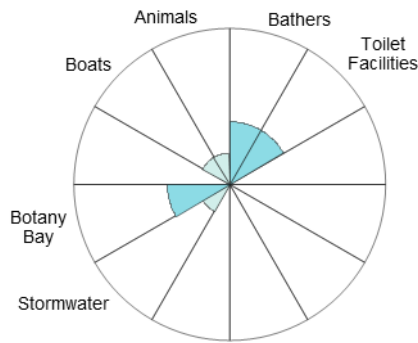 Animals
Bathers
Toilet
Facilities
Boats
Botany
Bay
Stormwater